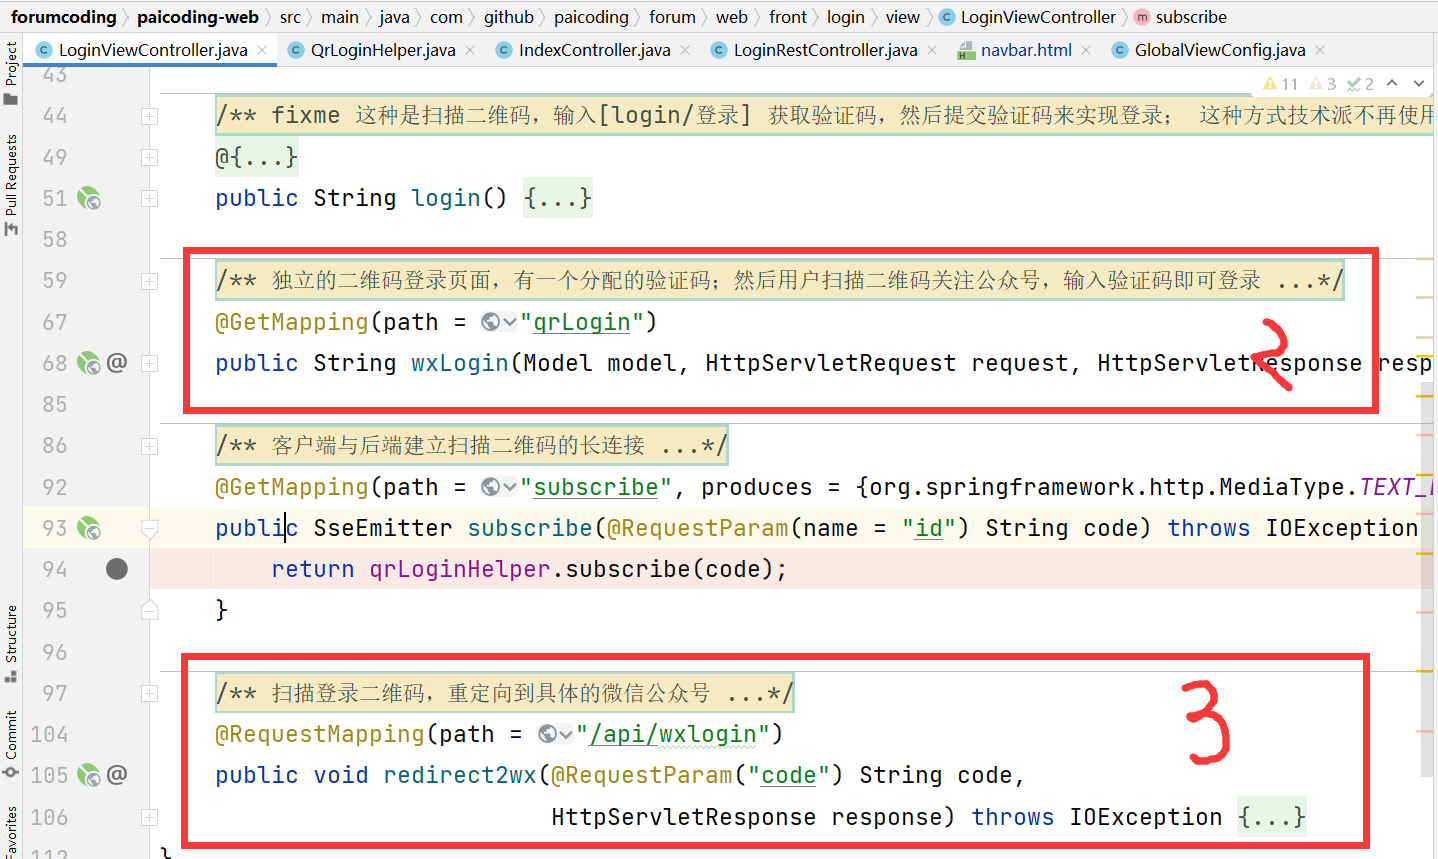 forumcoding 〉 paicoding-web 〉 src 〉 main 〉 java 〉 com 〉 github 〉 paicoding 〉 forum 〉 web 〉 front 〉 login 〉 view 〉 C LoginViewController 〉 m subscribe
C LoginViewController.java × C QrLoginHelper.java × C IndexController.java × C LoginRestController.java × H navbar.html × C GlobalViewConfig.java ×
Project
Pull Requests
Structure
Commit
Favorites
11 3 2
43
44 /** fixme 这种是扫描二维码，输入[login/登录] 获取验证码，然后提交验证码来实现登录； 这种方式技术派不再使用
49 @{...}
51 public String login() {...}
58
59 /** 独立的二维码登录页面，有一个分配的验证码；然后用户扫描二维码关注公众号，输入验证码即可登录 ...*/
67 @GetMapping(path = "qrLogin")
68 @ public String wxLogin(Model model, HttpServletRequest request, HttpServletResponse resp
2
85
86 /** 客户端与后端建立扫描二维码的长连接 ...*/
92 @GetMapping(path = "subscribe", produces = {org.springframework.http.MediaType.TEXT_
93 public SseEmitter subscribe(@RequestParam(name = "id") String code) throws IOException
94 return qrLoginHelper.subscribe(code);
95 }
96
97 /** 扫描登录二维码，重定向到具体的微信公众号 ...*/
104 @RequestMapping(path = "/api/wxlogin")
3
105 @ public void redirect2wx(@RequestParam("code") String code,
106 HttpServletResponse response) throws IOException {...}
112 }